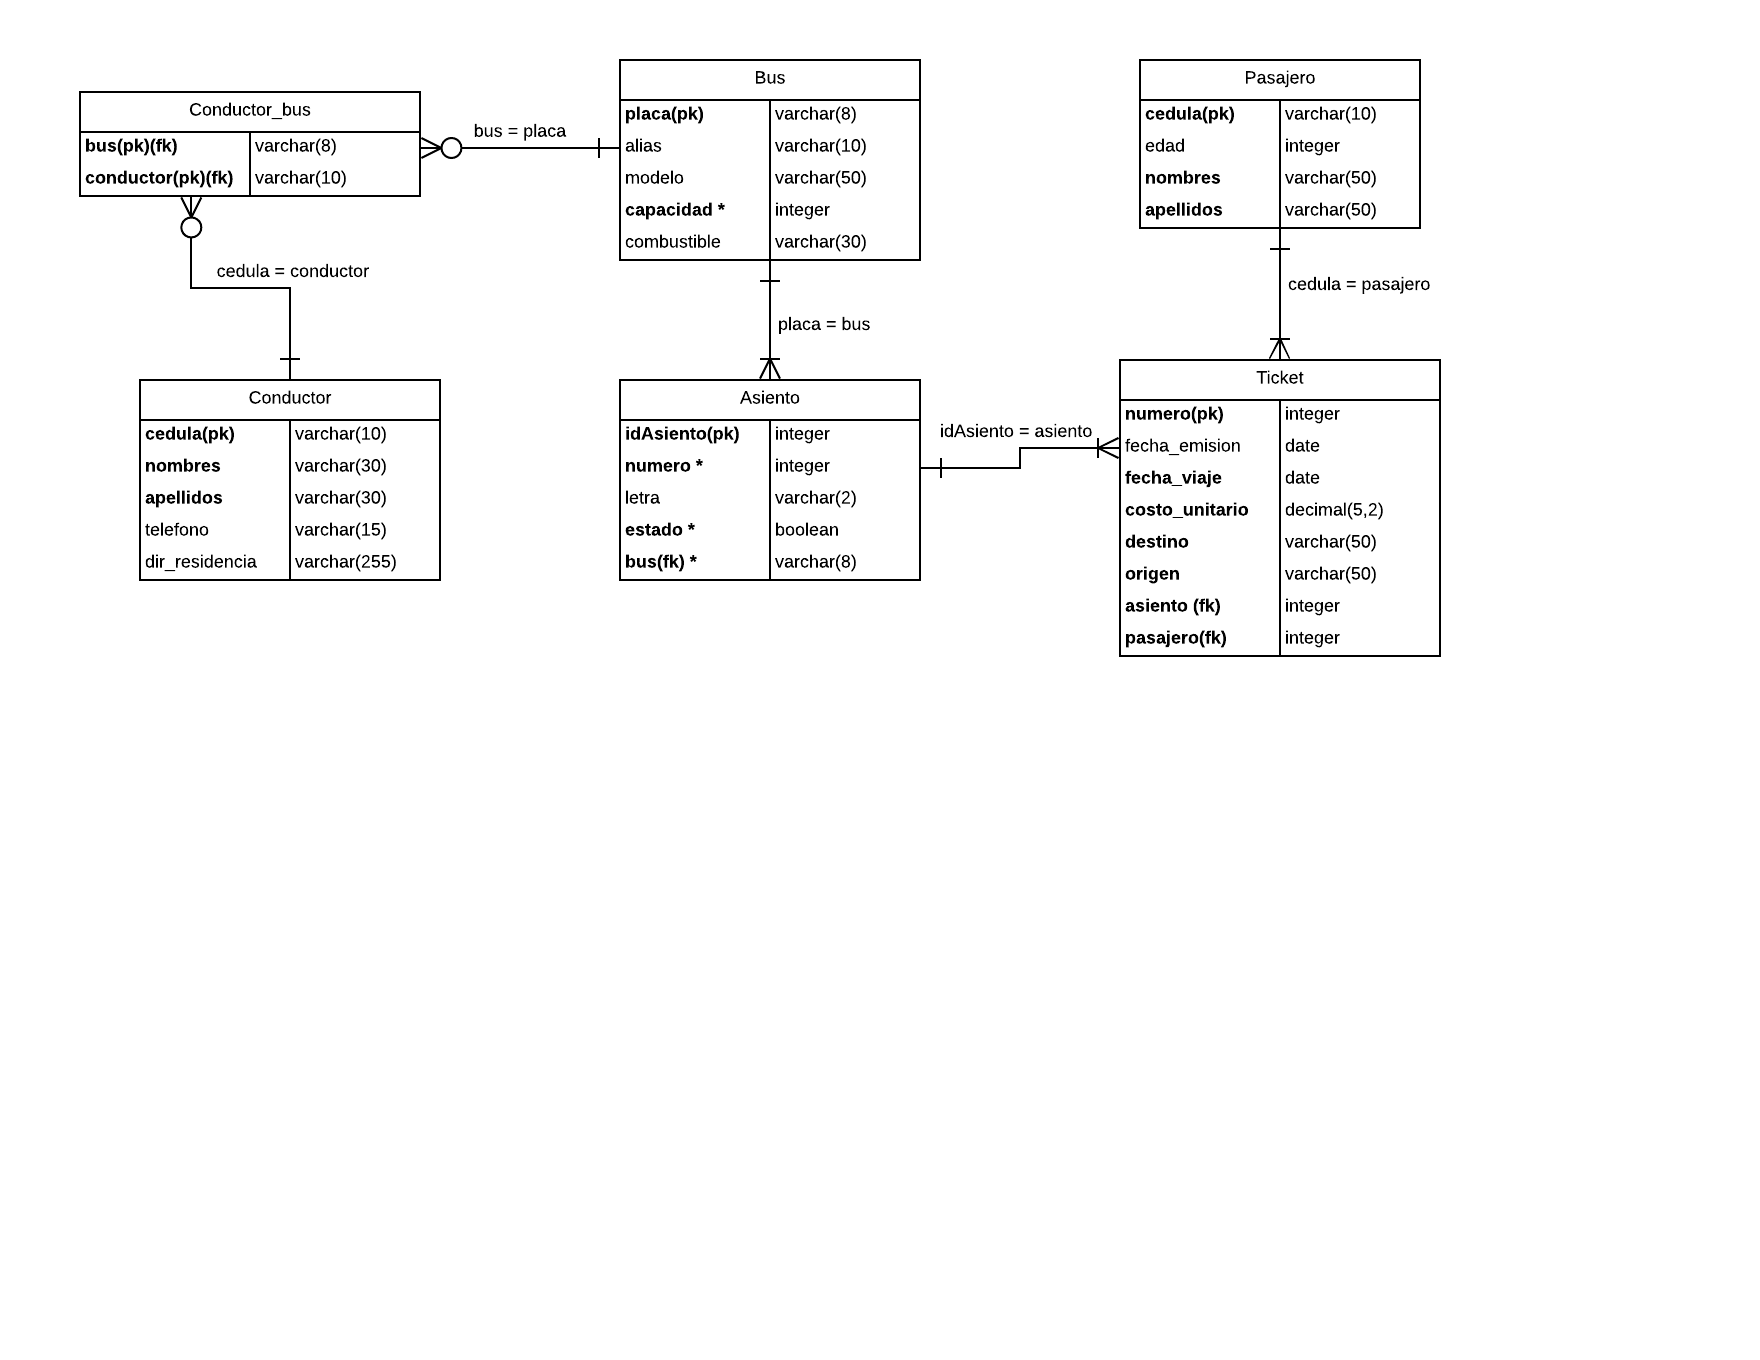 Conductor_bus
bus(pk)(fk) varchar(8)
conductor(pk)(fk) varchar(10)
bus = placa
Bus
placa(pk) varchar(8)
alias varchar(10)
modelo varchar(50)
capacidad * integer
combustible varchar(30)
Pasajero
cedula(pk) varchar(10)
edad integer
nombres varchar(50)
apellidos varchar(50)
cedula = conductor
placa = bus
cedula = pasajero
Conductor
cedula(pk) varchar(10)
nombres varchar(30)
apellidos varchar(30)
telefono varchar(15)
dir_residencia varchar(255)
Asiento
idAsiento(pk) integer
numero * integer
letra varchar(2)
estado * boolean
bus(fk) * varchar(8)
idAsiento = asiento
Ticket
numero(pk) integer
fecha_emision date
fecha_viaje date
costo_unitario decimal(5,2)
destino varchar(50)
origen varchar(50)
asiento (fk) integer
pasajero(fk) integer